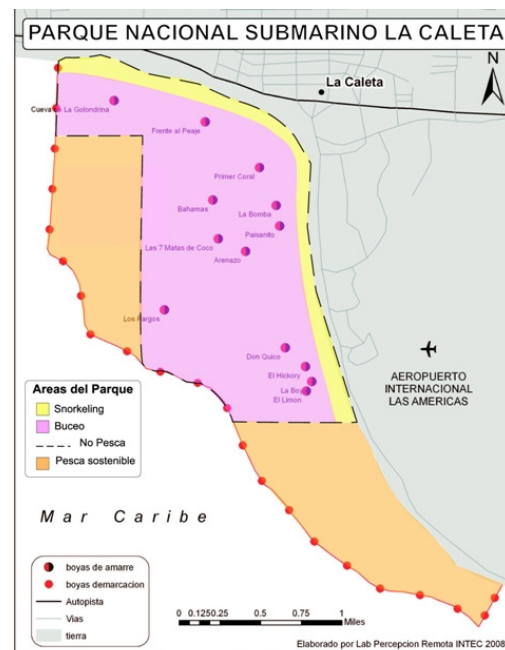 PARQUE NACIONAL SUBMARINO LA CALETA
N
La Caleta
Cueva
La Golondrina
Frente al Peaje
Primer Coral
Bahamas
La Bomba
Paisanito
Las 7 Matas de Coco
Arenazo
Los Pargos
Don Quico
El Hickory
La Boy
El Limon
AEROPUERTO
INTERNACIONAL
LAS AMERICAS
Areas del Parque
Snorkeling
Buceo
No Pesca
Pesca sostenible
Mar Caribe
boyas de amarre
boyas demarcacion
Autopista
Vias
tierra
0 0.125 0.25 0.5 0.75 1
Miles
Elaborado por Lab Percepcion Remota INTEC 2008